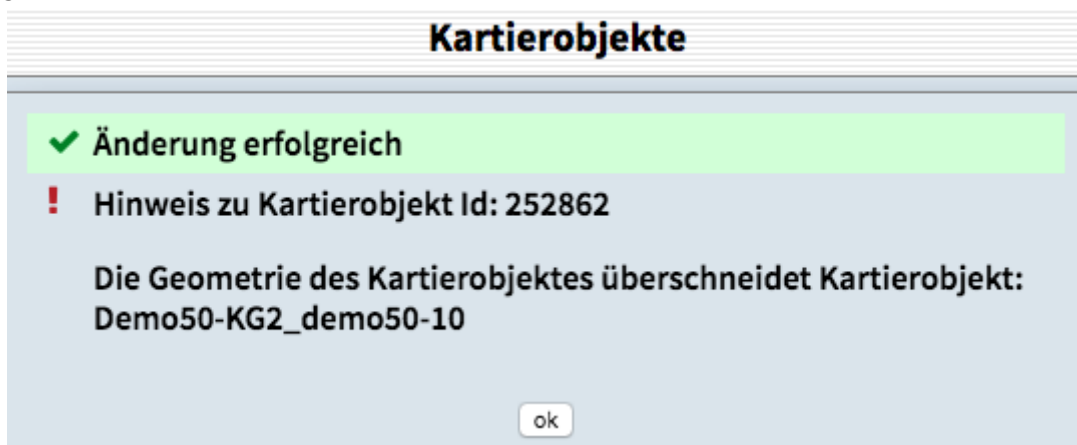 Kartierobjekte
Änderung erfolgreich
Hinweis zu Kartierobjekt Id: 252862
Die Geometrie des Kartierobjektes überschneidet Kartierobjekt:
Demo50-KG2_demo50-10
ok